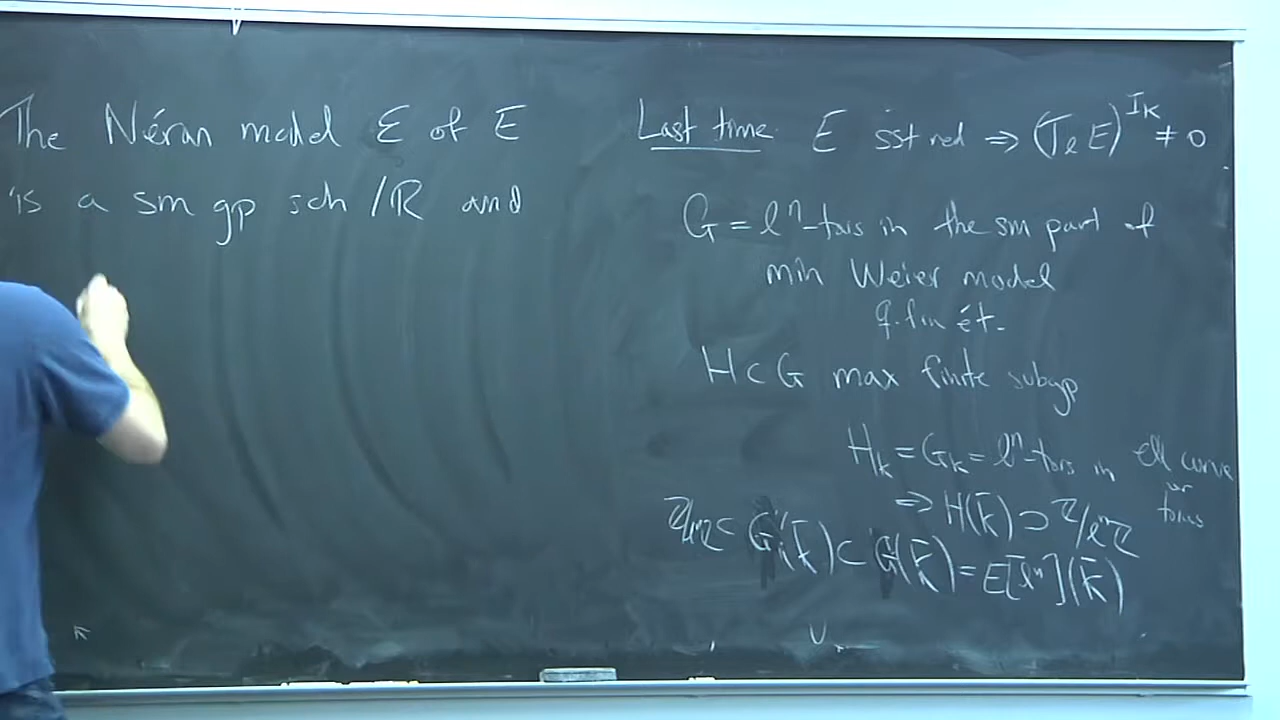 The Néron model ℰ of E
is a sm gp sch /R and
Last time E sst red ⇒ (T_ℓ E)^{I_K} ≠ 0
G = ℓ^n-tors in the sm part of
min Weier model
q. fin ét.
H ⊂ G max finite subgp
H_k = G_k = ℓ^n-tors in ell curve
or
torus
⇒ H(k̄) ⊃ ℤ/ℓ^nℤ
ℤ/ℓ^nℤ ⊂ (K̄) ⊂ G(K̄) = E[ℓ^n](K̄)